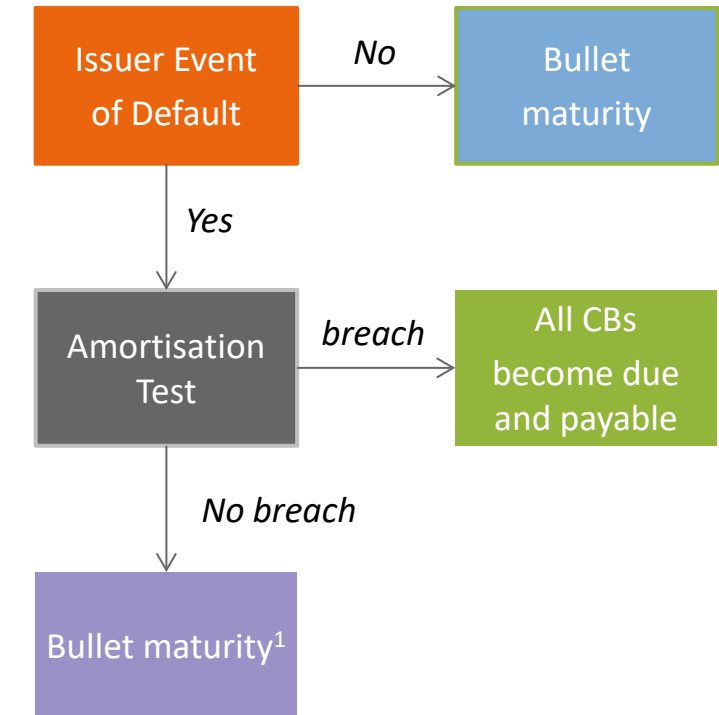 Issuer Event
of Default
No
Bullet
maturity
Yes
Amortisation
Test
breach
All CBs
become due
and payable
No breach
Bullet maturity¹